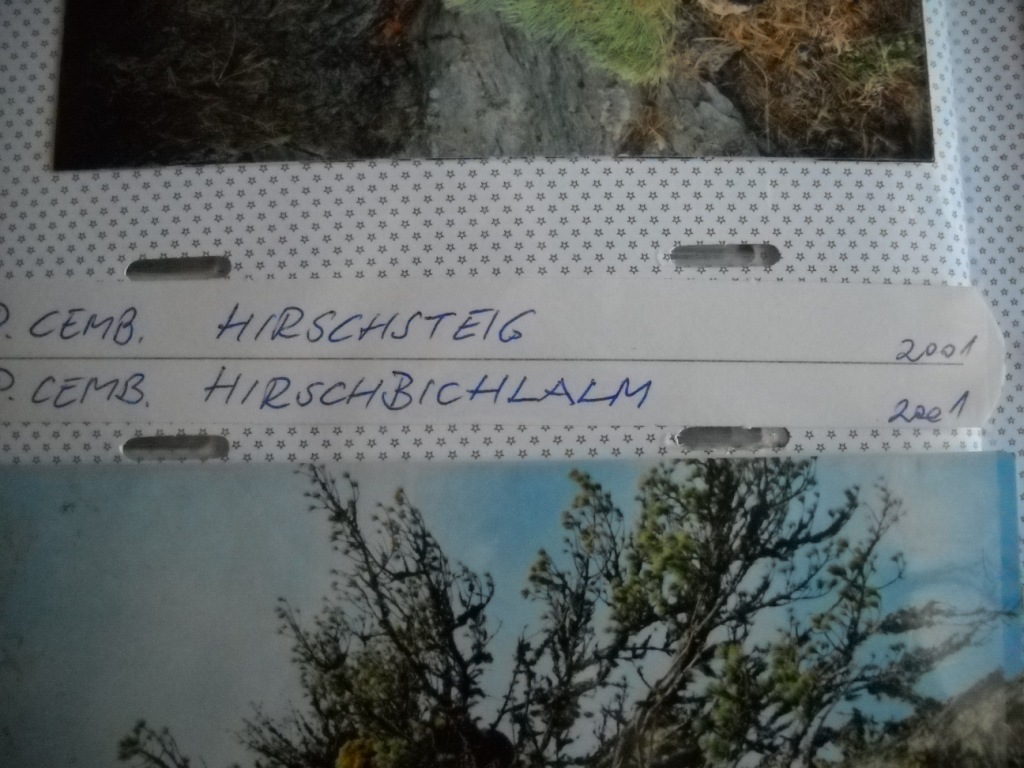 P. CEMB. HIRSCHSTEIG 2001
P. CEMB. HIRSCHBICHLALM 2001